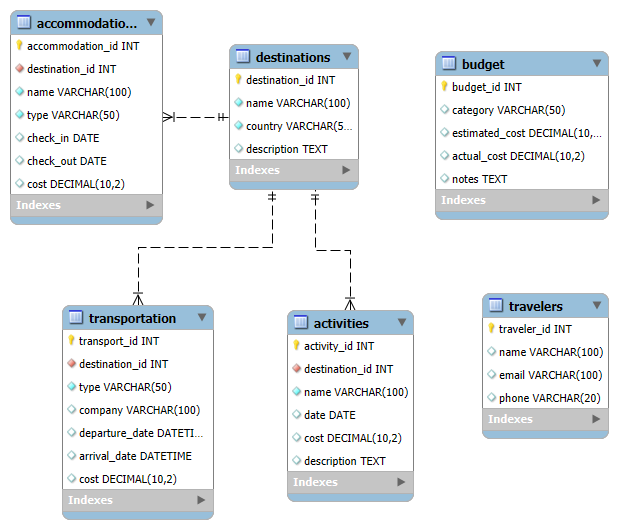 accommodatio...
accommodation_id INT
destination_id INT
name VARCHAR(100)
type VARCHAR(50)
check_in DATE
check_out DATE
cost DECIMAL(10,2)
Indexes
destinations
destination_id INT
name VARCHAR(100)
country VARCHAR(5...
description TEXT
Indexes
budget
budget_id INT
category VARCHAR(50)
estimated_cost DECIMAL(10,...
actual_cost DECIMAL(10,2)
notes TEXT
Indexes
transportation
transport_id INT
destination_id INT
type VARCHAR(50)
company VARCHAR(100)
departure_date DATETI...
arrival_date DATETIME
cost DECIMAL(10,2)
Indexes
activities
activity_id INT
destination_id INT
name VARCHAR(100)
date DATE
cost DECIMAL(10,2)
description TEXT
Indexes
travelers
traveler_id INT
name VARCHAR(100)
email VARCHAR(100)
phone VARCHAR(20)
Indexes